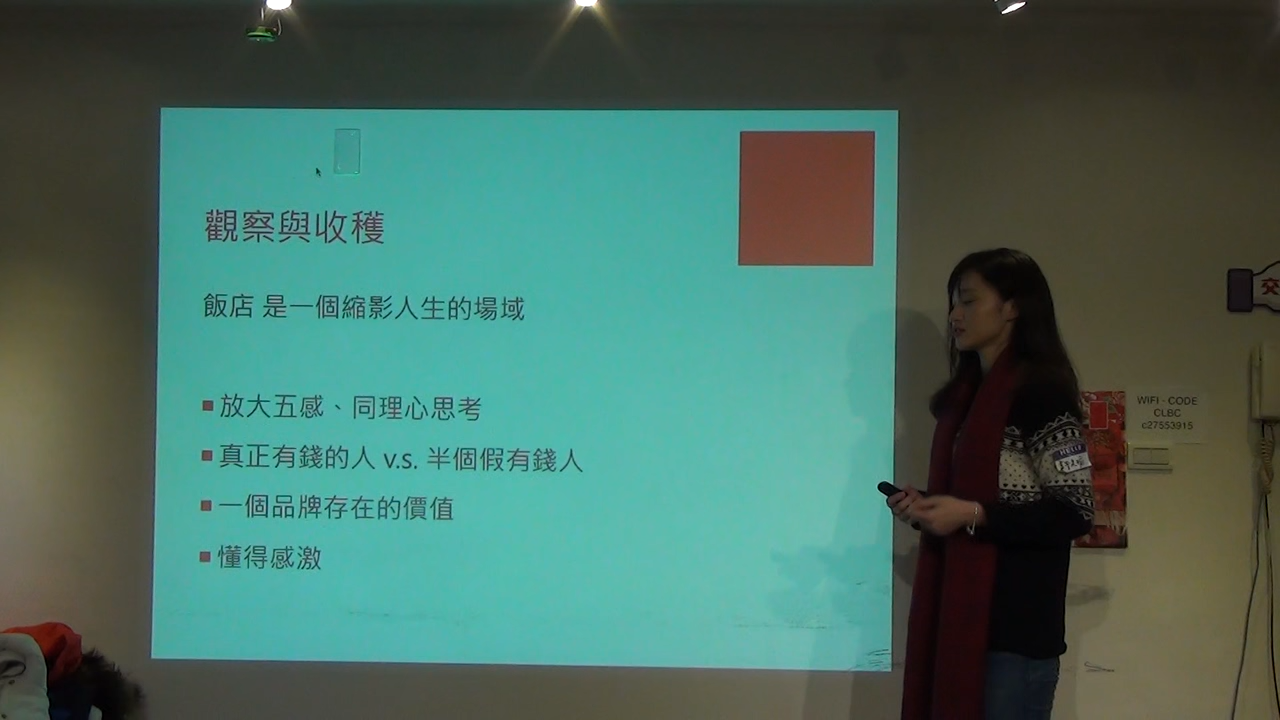 觀察與收穫
飯店 是一個縮影人生的場域
放大五感、同理心思考
真正有錢的人 v.s. 半個假有錢人
一個品牌存在的價值
懂得感激
WIFI - CODE
CLBC
c27553915
HELLO
交